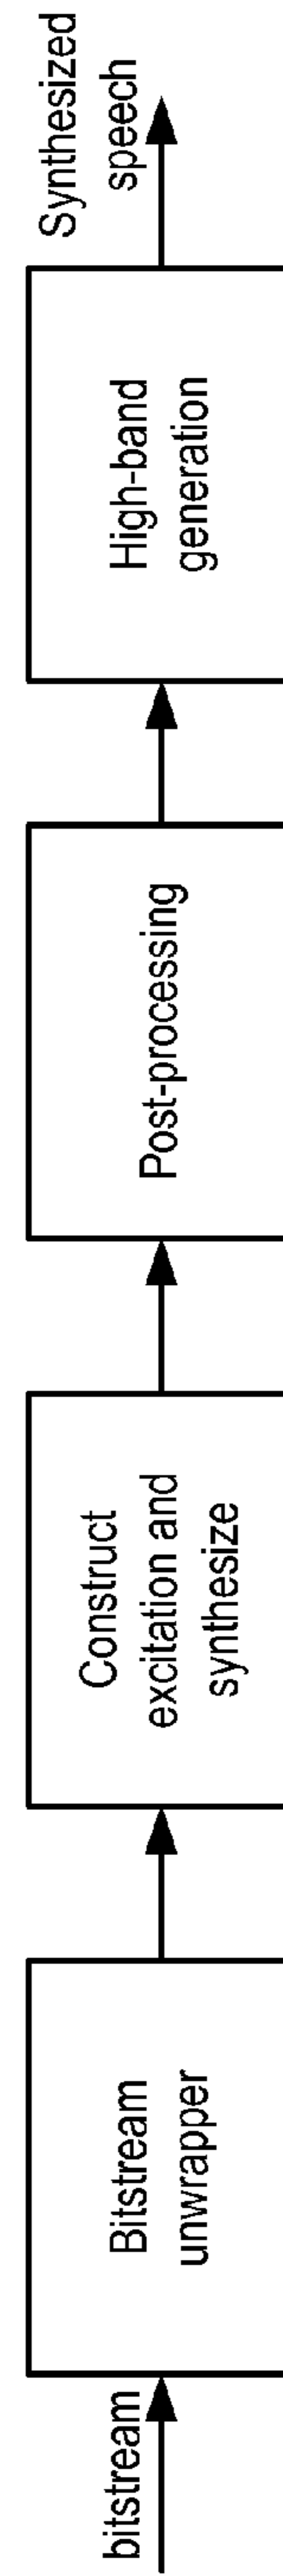 bitstream
Bitstream
unwrapper
Construct
excitation and
synthesize
Post-processing
High-band
generation
Synthesized
speech